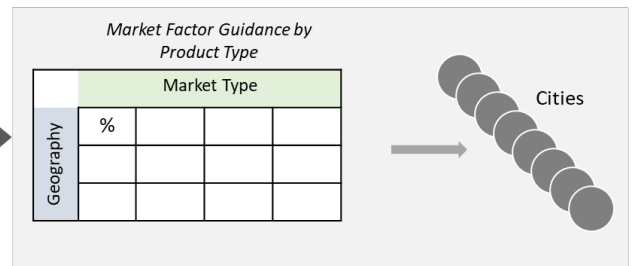 Market Factor Guidance by
Product Type
Market Type
Geography
%
Cities